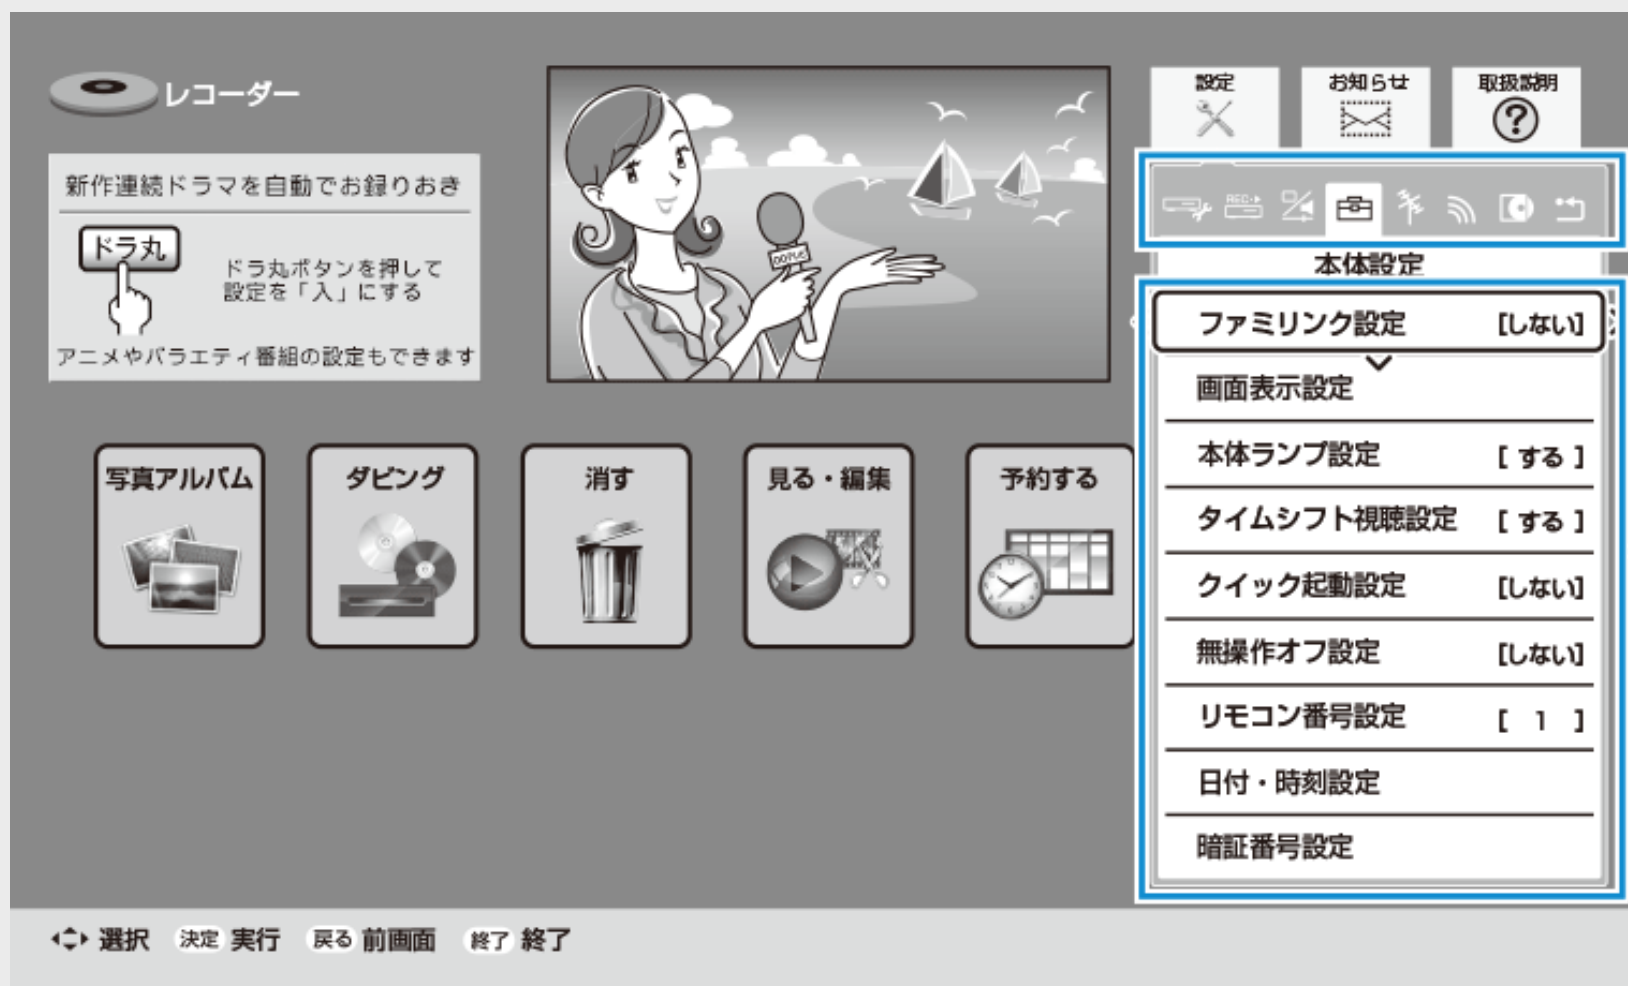 レコーダー
新作連続ドラマを自動でお録りおき
ドラ丸
ドラ丸ボタンを押して
設定を「入」にする
アニメやバラエティ番組の設定もできます
設定
お知らせ
取扱説明
?
REC
本体設定
ファミリンク設定 [しない]
画面表示設定
本体ランプ設定 [ する ]
タイムシフト視聴設定 [ する ]
クイック起動設定 [しない]
無操作オフ設定 [しない]
リモコン番号設定 [ 1 ]
日付・時刻設定
暗証番号設定
写真アルバム
ダビング
消す
見る・編集
予約する
選択 決定 実行 戻る 前画面 終了 終了